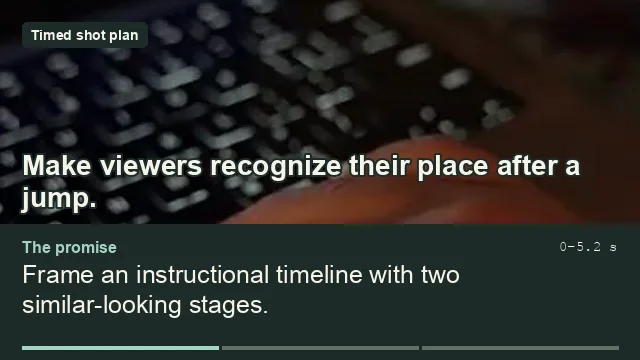 Timed shot plan
Make viewers recognize their place after a
jump.
The promise
0–5.2 s
Frame an instructional timeline with two
similar-looking stages.